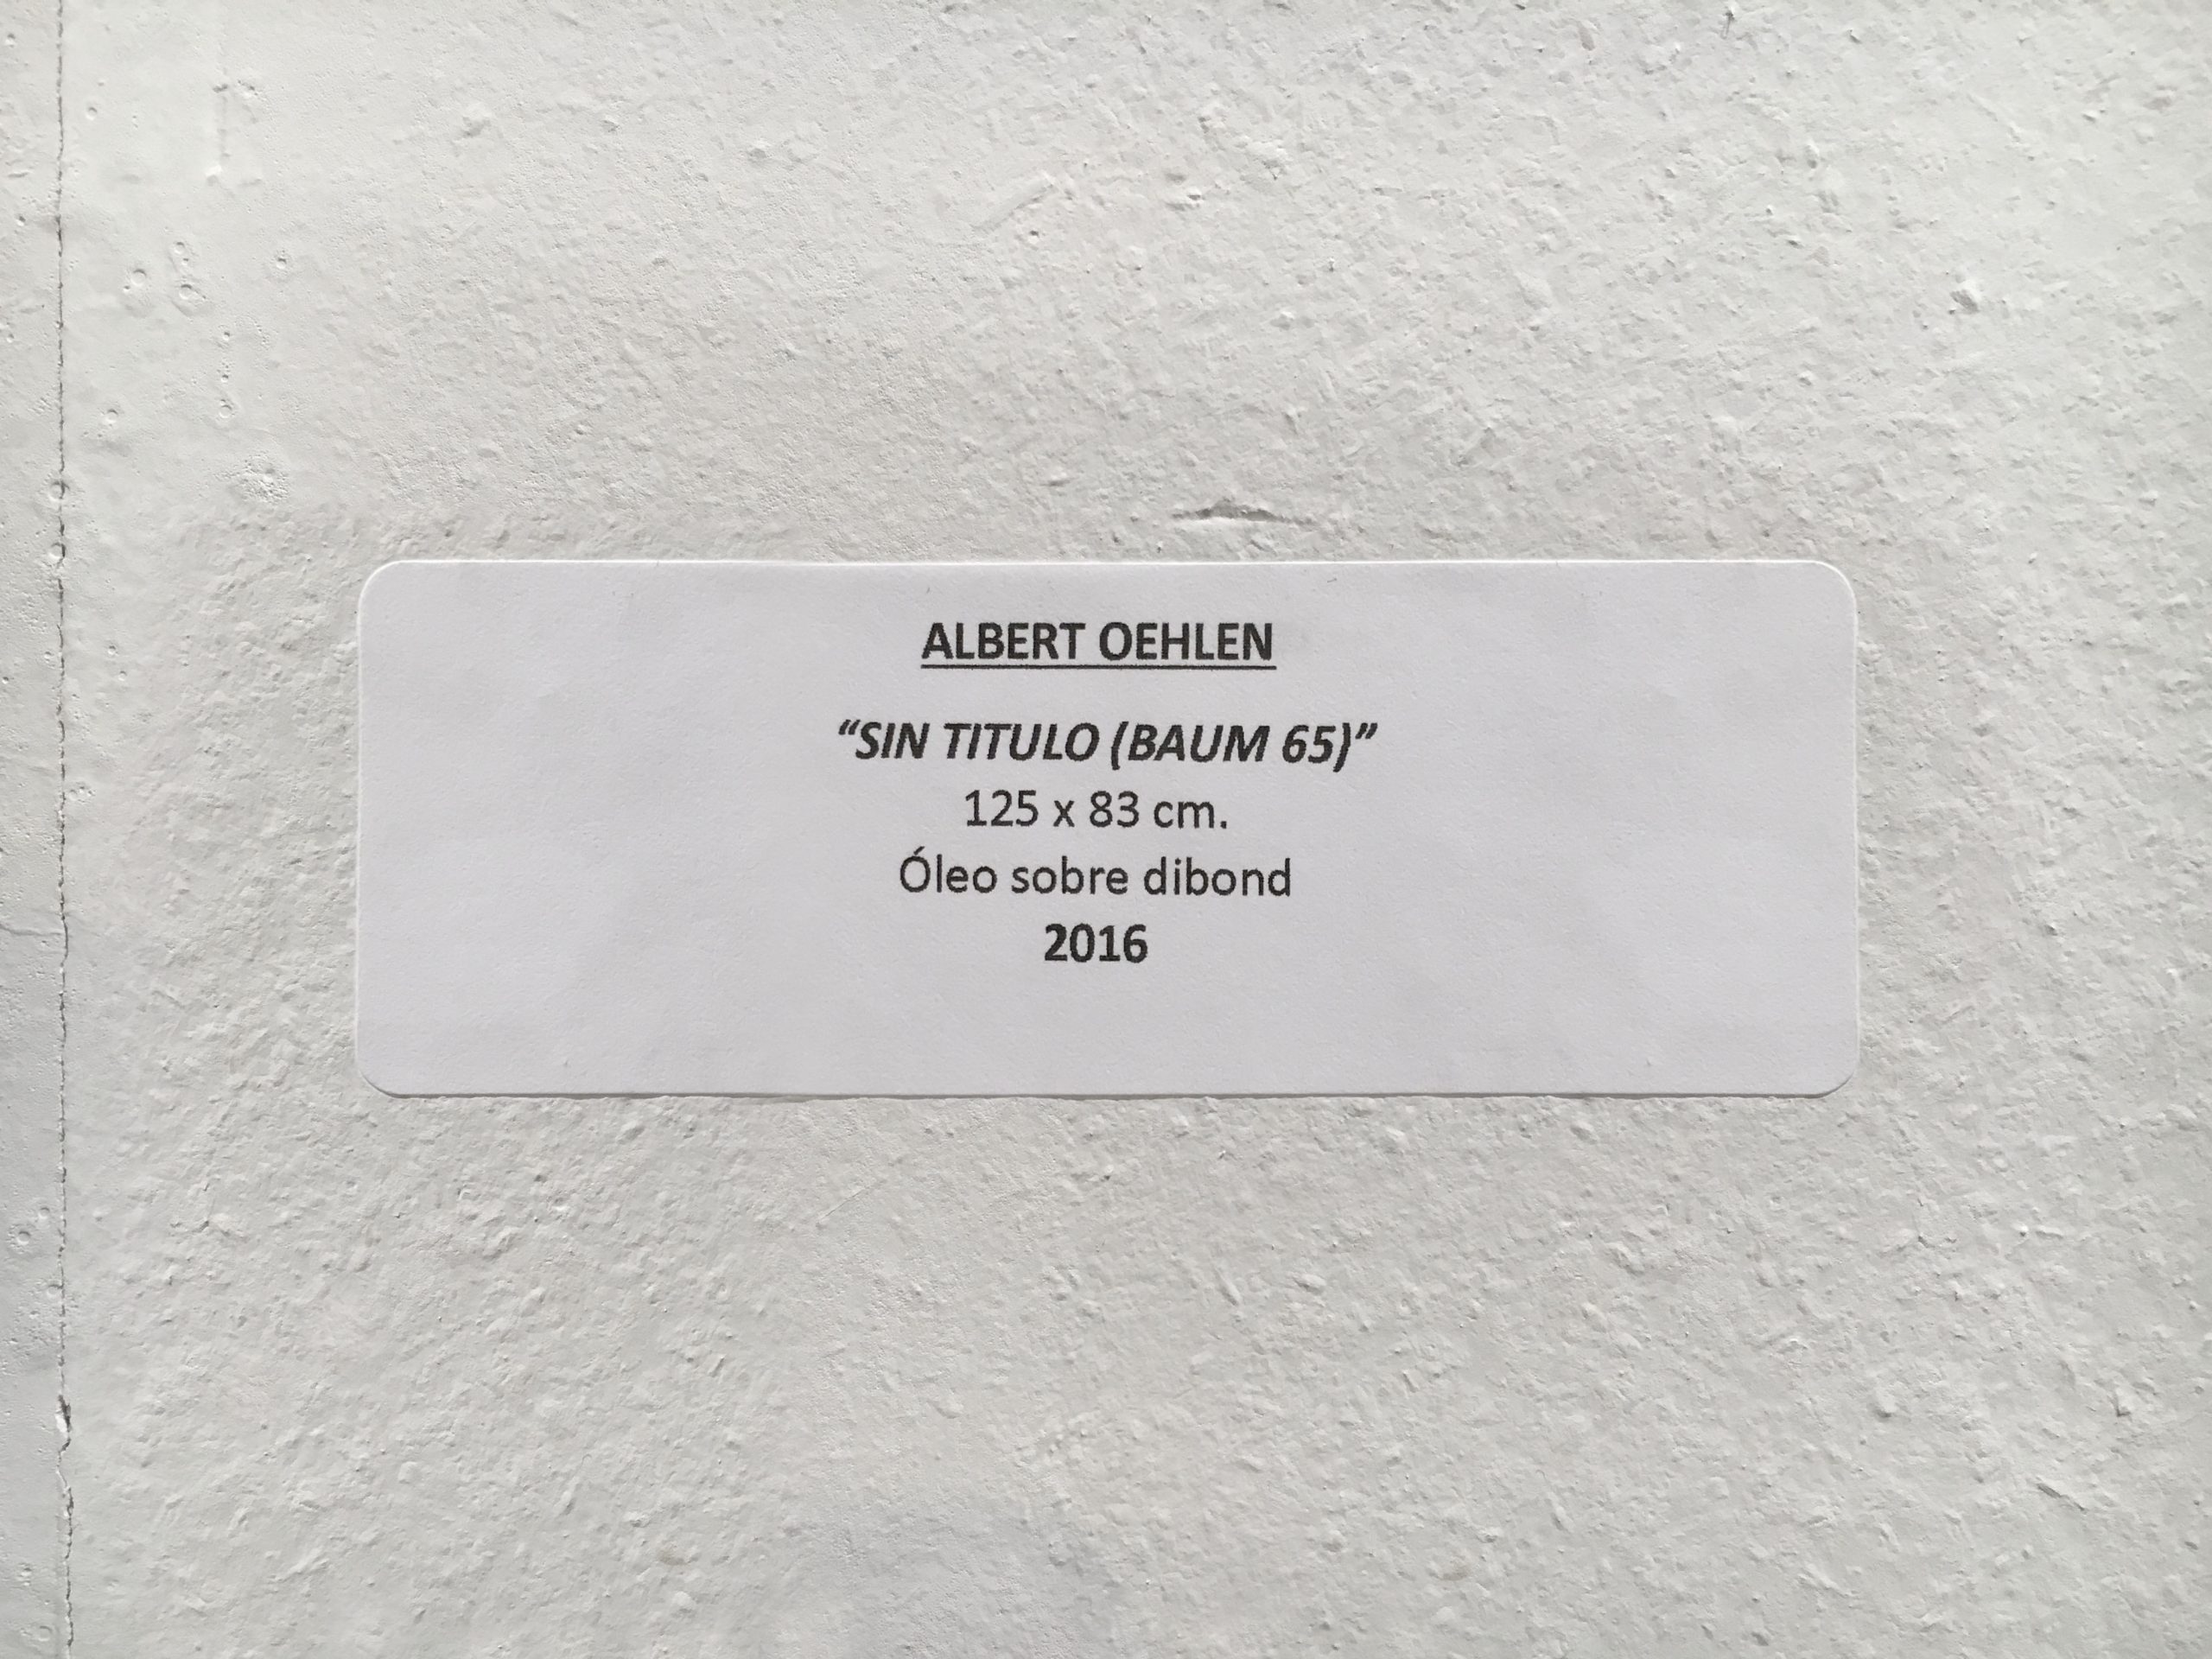 ALBERT OEHLEN
“SIN TITULO (BAUM 65)”
125 x 83 cm.
Óleo sobre dibond
2016